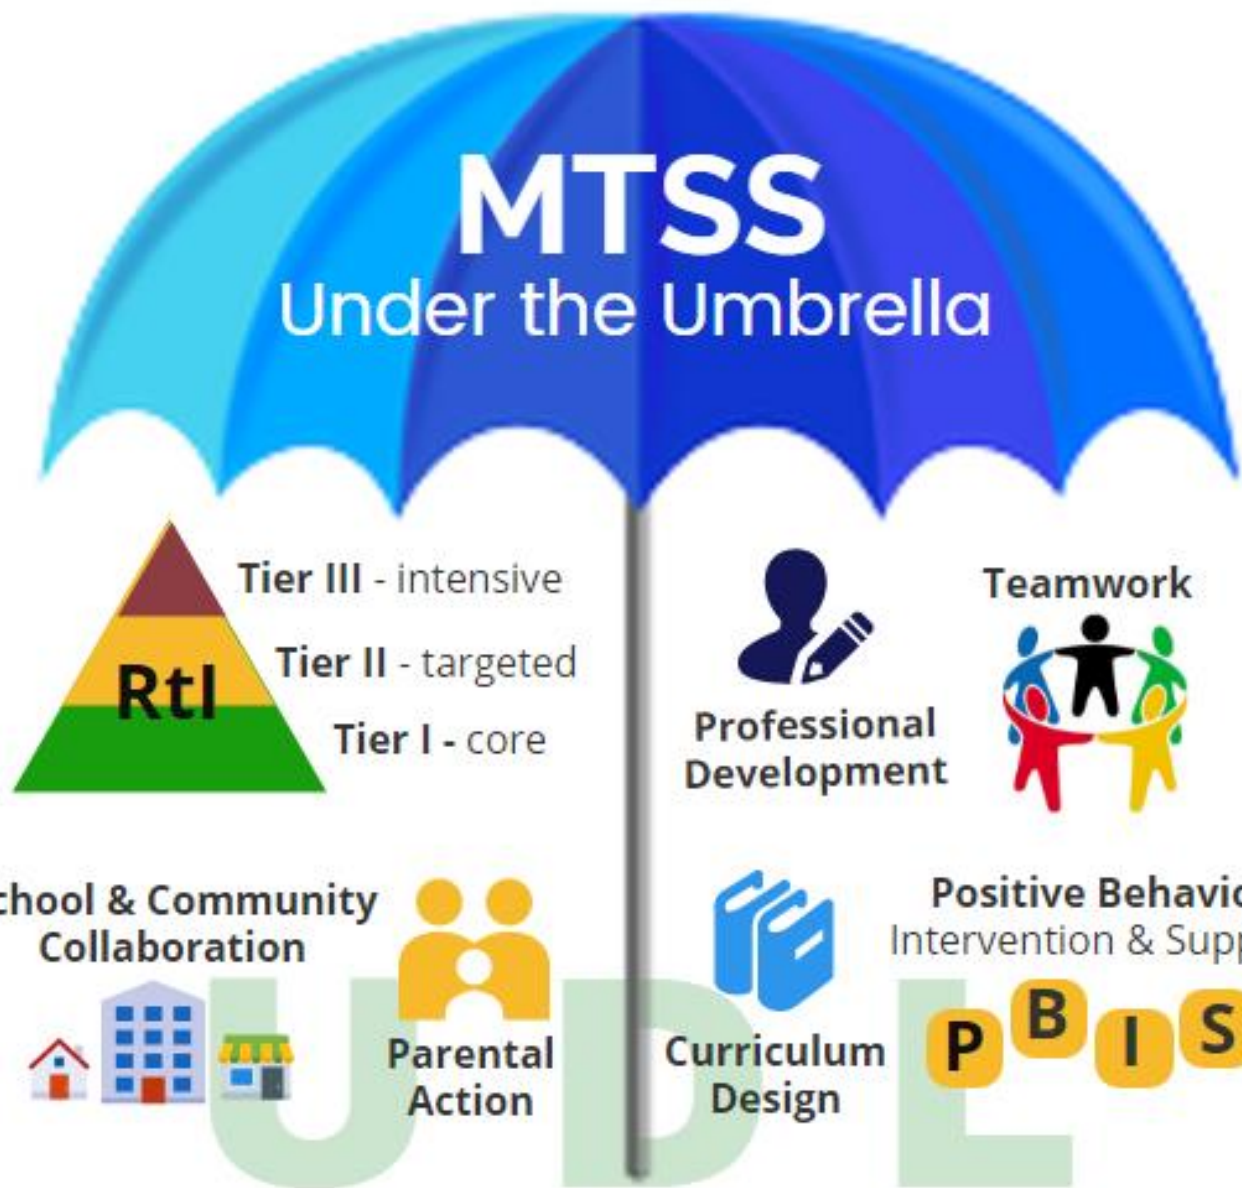 MTSS
Under the Umbrella
RtI
Tier III - intensive
Tier II - targeted
Tier I - core
Professional
Development
Teamwork
chool & Community
Collaboration
Parental
Action
Curriculum
Design
Positive Behavio
Intervention & Supp
P B I S
U D L